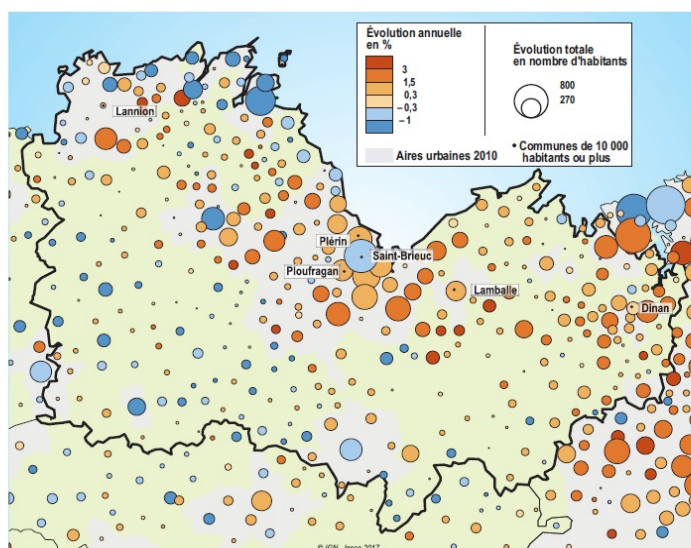 Évolution annuelle
en %
3
1,5
0,3
– 0,3
– 1
Aires urbaines 2010
Évolution totale
en nombre d'habitants
800
270
• Communes de 10 000
habitants ou plus
Lannion
Plérin
Saint-Brieuc
Ploufragan
Lamballe
Dinan
© IGN - Insee 2017